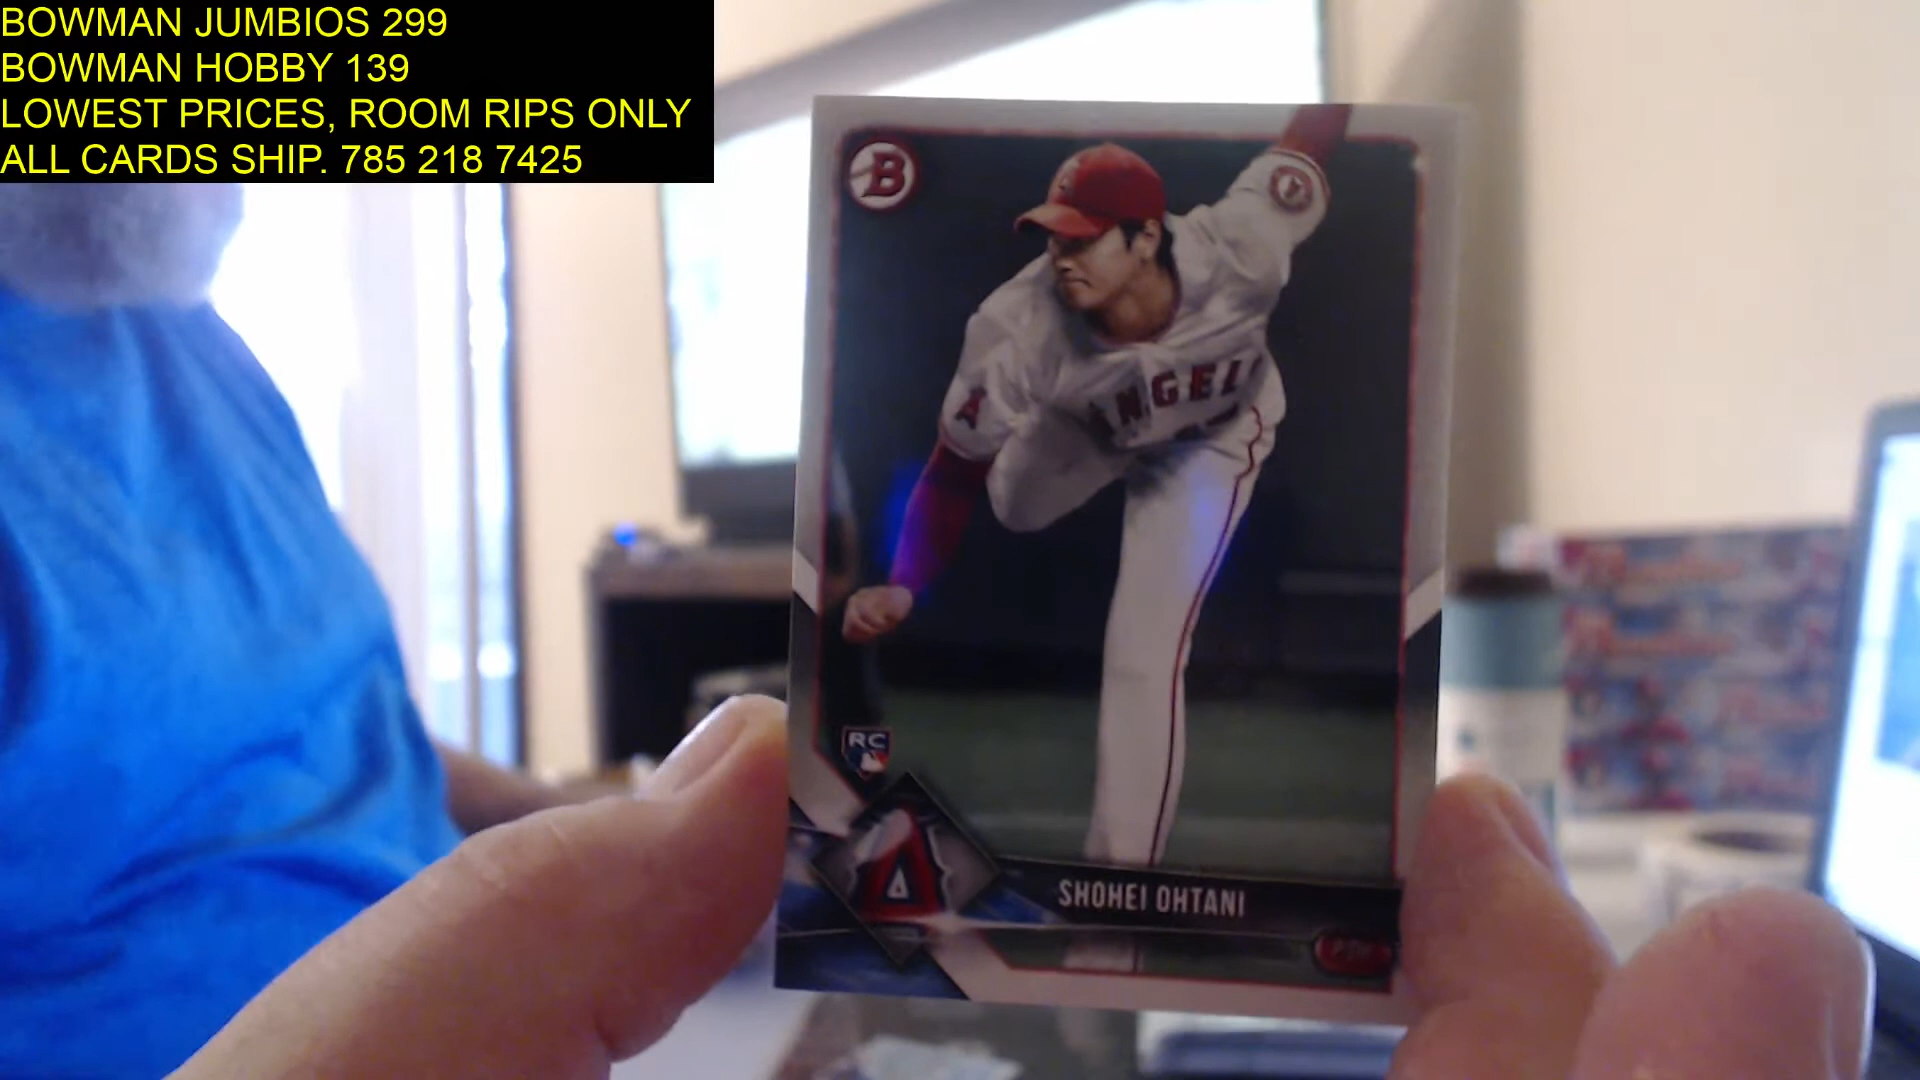 BOWMAN JUMBIOS 299
BOWMAN HOBBY 139
LOWEST PRICES, ROOM RIPS ONLY
ALL CARDS SHIP. 785 218 7425
B
A
ANGEL
A
RC
A
SHOHEI OHTANI